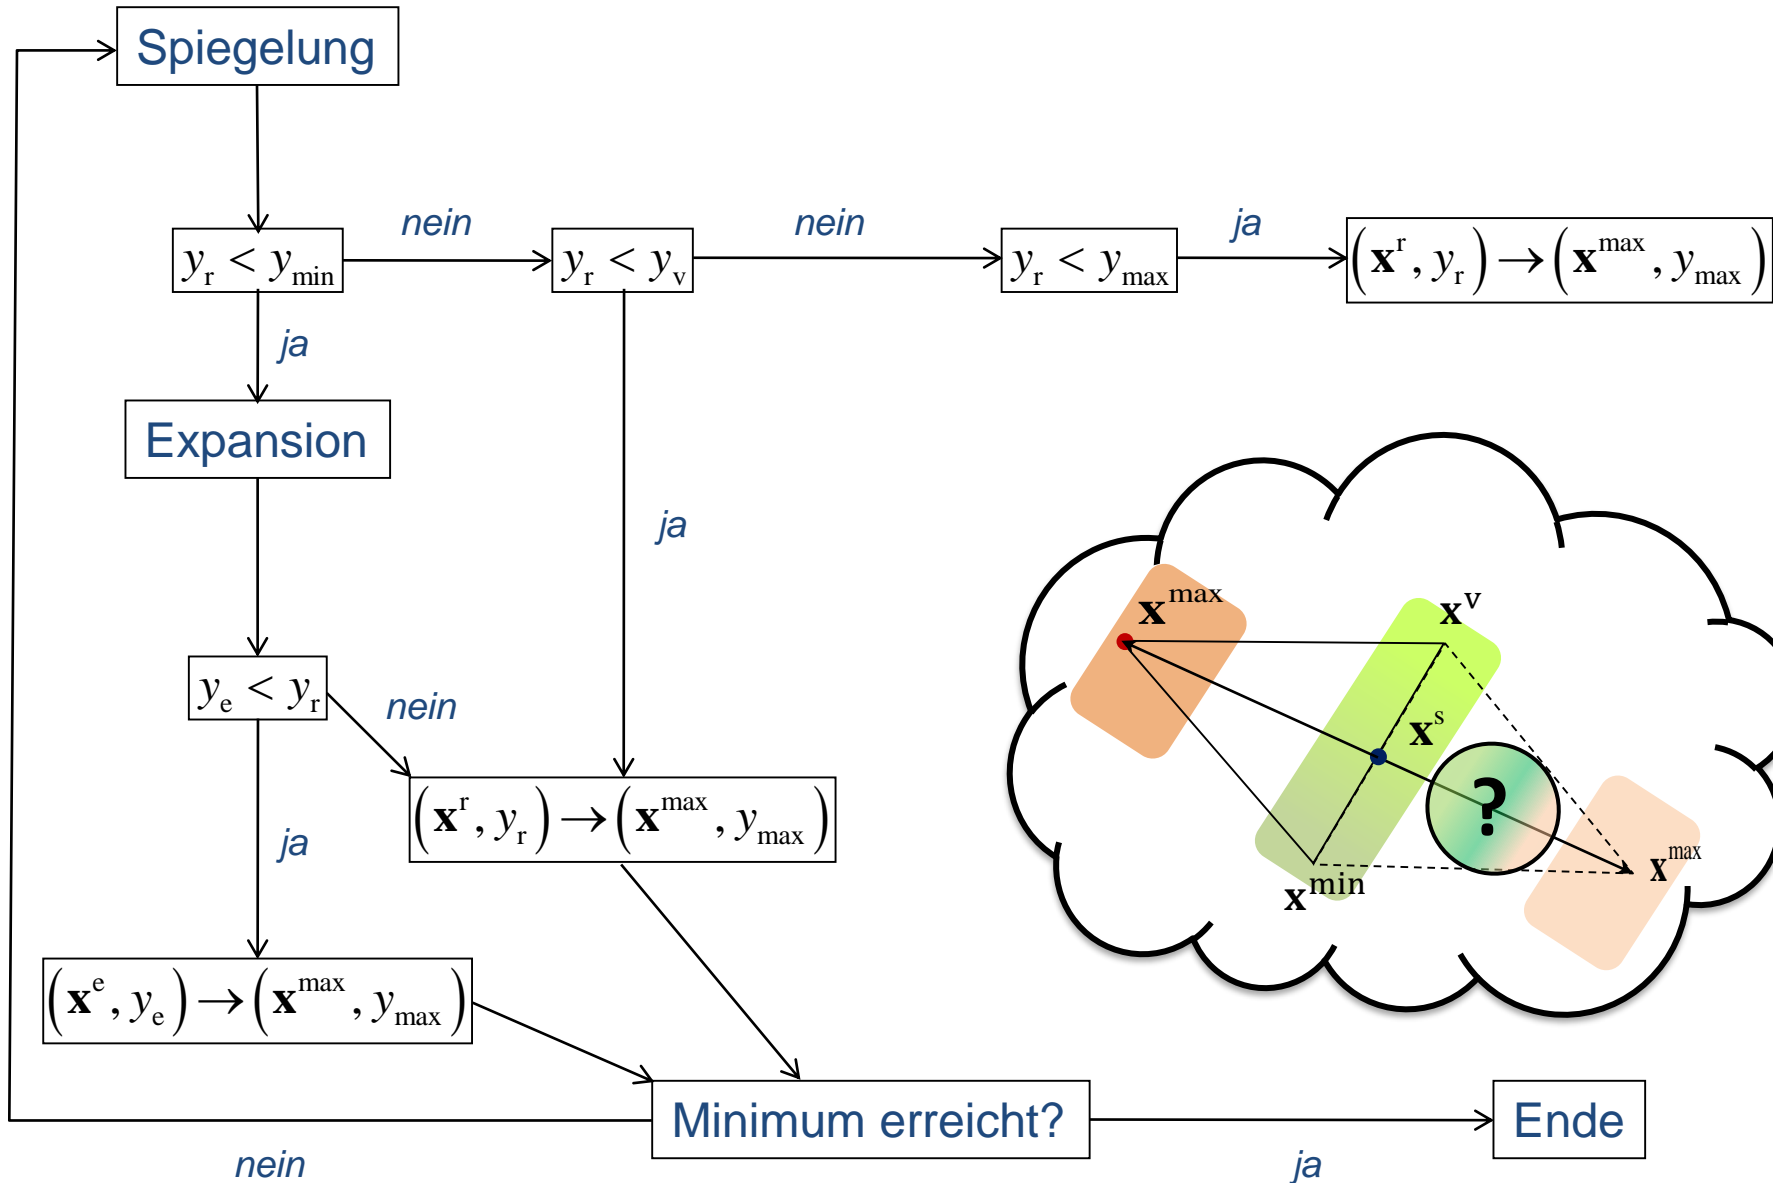 Spiegelung
nein
nein
ja
y_r < y_min
y_r < y_v
y_r < y_max
(x^r, y_r) → (x^max, y_max)
ja
Expansion
ja
x^max
x^v
y_e < y_r
nein
x^s
?
(x^r, y_r) → (x^max, y_max)
ja
x^max
x^min
(x^e, y_e) → (x^max, y_max)
Minimum erreicht?
Ende
nein
ja